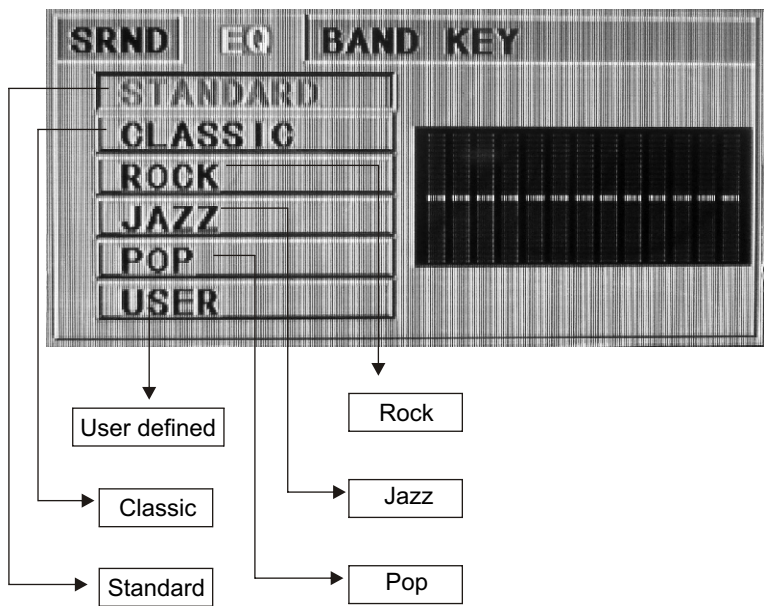 SRND EQ BAND KEY
STANDARD
CLASSIC
ROCK
JAZZ
POP
USER
User defined
Rock
Classic
Jazz
Standard
Pop